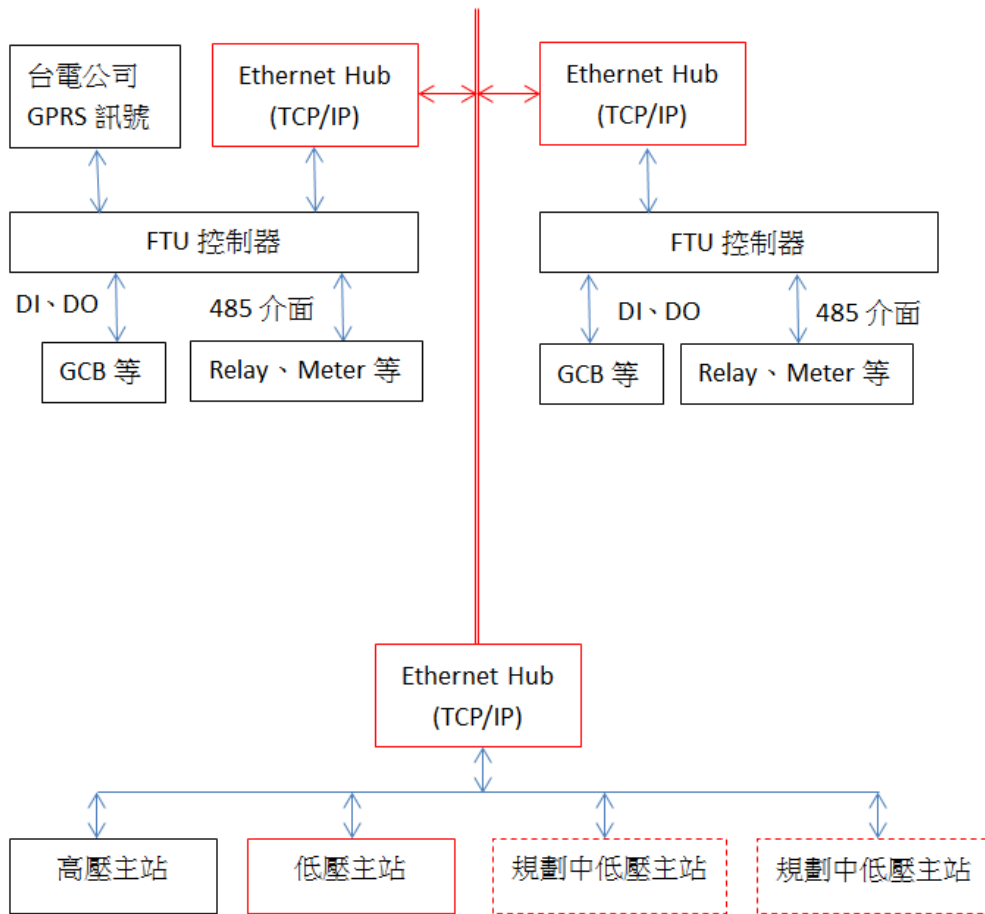 台電公司
GPRS 訊號
Ethernet Hub
(TCP/IP)
Ethernet Hub
(TCP/IP)
FTU 控制器
FTU 控制器
DI、DO
485 介面
DI、DO
485 介面
GCB 等
Relay、Meter 等
GCB 等
Relay、Meter 等
Ethernet Hub
(TCP/IP)
高壓主站
低壓主站
規劃中低壓主站
規劃中低壓主站